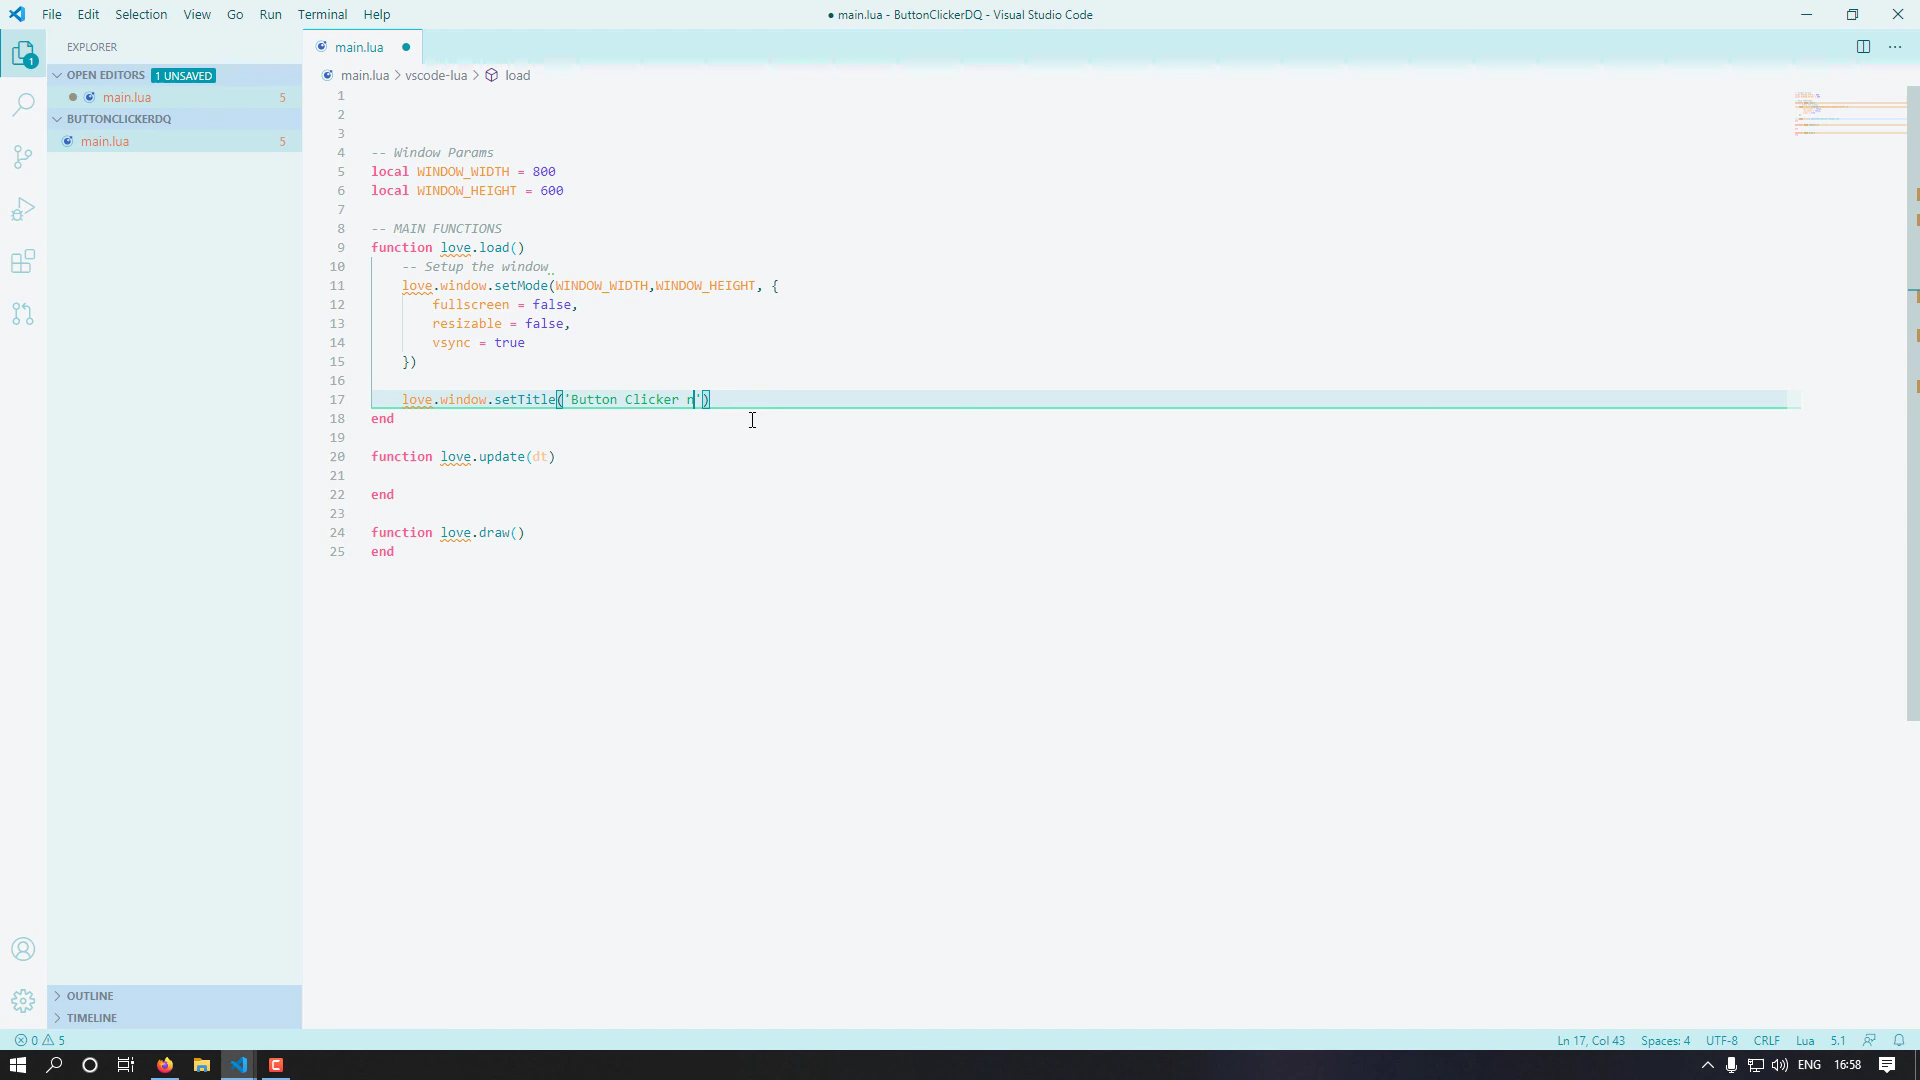 File Edit Selection View Go Run Terminal Help
● main.lua - ButtonClickerDQ - Visual Studio Code
EXPLORER
OPEN EDITORS 1 UNSAVED
main.lua 5
BUTTONCLICKERDQ
main.lua 5
OUTLINE
TIMELINE
main.lua
main.lua > vscode-lua > load
1
2
3
4 -- Window Params
5 local WINDOW_WIDTH = 800
6 local WINDOW_HEIGHT = 600
7
8 -- MAIN FUNCTIONS
9 function love.load()
10 -- Setup the window
11 love.window.setMode(WINDOW_WIDTH,WINDOW_HEIGHT, {
12 fullscreen = false,
13 resizable = false,
14 vsync = true
15 })
16
17 love.window.setTitle('Button Clicker n')
18 end
19
20 function love.update(dt)
21
22 end
23
24 function love.draw()
25 end
0 5
Ln 17, Col 43 Spaces: 4 UTF-8 CRLF Lua 5.1
ENG 16:58